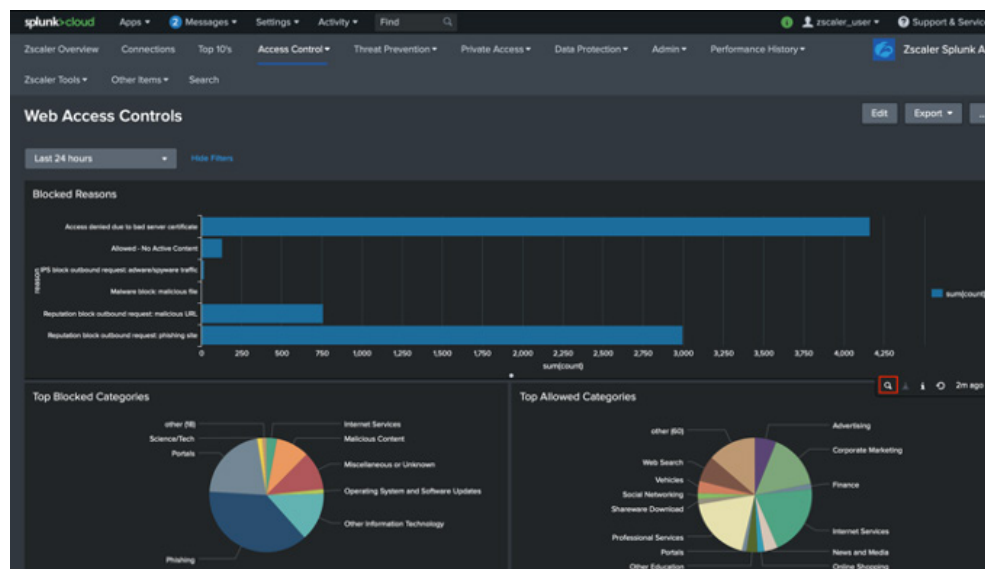 splunk>cloud Apps 2 Messages Settings Activity Find i zscaler_user ? Support & Servic
Zscaler Overview Connections Top 10's Access Control Threat Prevention Private Access Data Protection Admin Performance History Zscaler Splunk A
Zscaler Tools Other Items Search
Web Access Controls Edit Export ...
Last 24 hours Hide Filters
Blocked Reasons
reason
Access denied due to bad server certificate
Allowed - No Active Content
IPS block outbound request: adware/spyware traffic
Malware block: malicious file
Reputation block outbound request: malicious URL
Reputation block outbound request: phishing site
sum(count)
0 250 500 750 1,000 1,250 1,500 1,750 2,000 2,250 2,500 2,750 3,000 3,250 3,500 3,750 4,000 4,250
sum(count)
i 2m ago
Top Blocked Categories
other (18)
Science/Tech
Portals
Phishing
Internet Services
Malicious Content
Miscellaneous or Unknown
Operating System and Software Updates
Other Information Technology
Top Allowed Categories
other (60)
Web Search
Vehicles
Social Networking
Shareware Download
Professional Services
Portals
Other Education
Advertising
Corporate Marketing
Finance
Internet Services
News and Media
Online Shopping